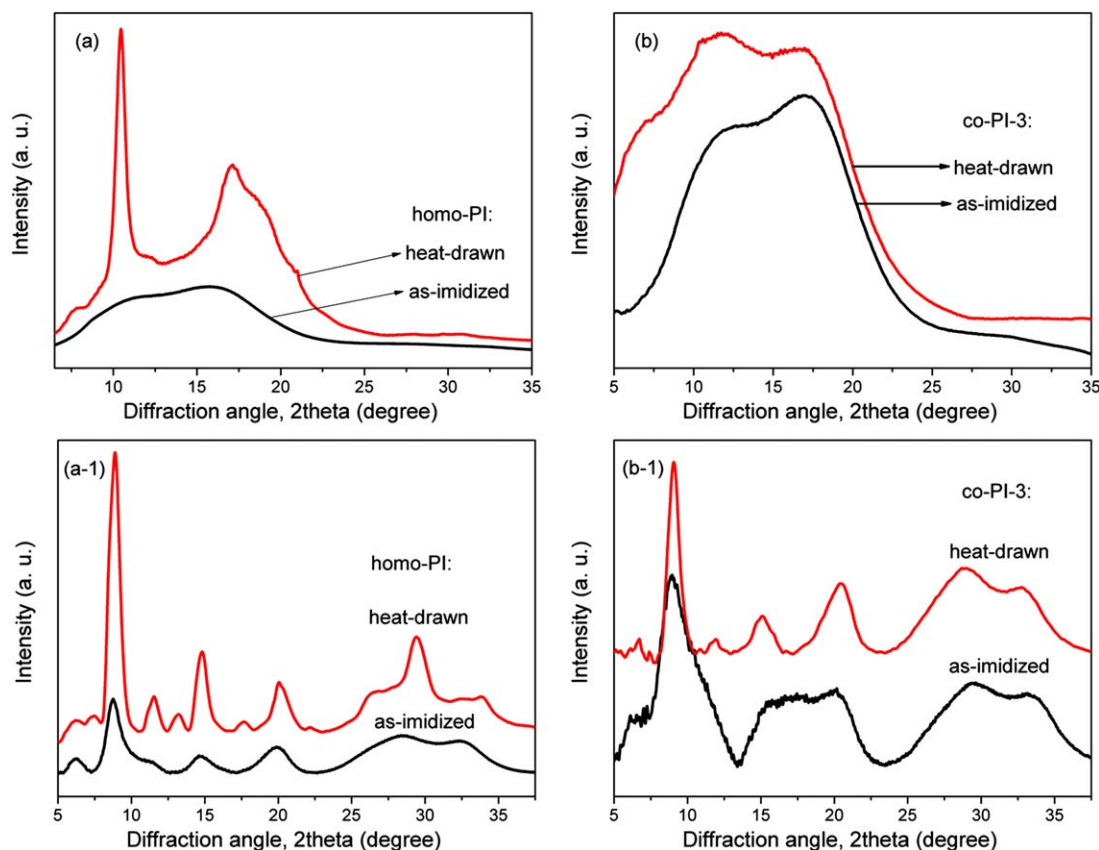 (a)
Intensity (a. u.)
homo-PI:
heat-drawn
as-imidized
10 15 20 25 30 35
Diffraction angle, 2theta (degree)
(b)
Intensity (a. u.)
co-PI-3:
heat-drawn
as-imidized
5 10 15 20 25 30 35
Diffraction angle, 2theta (degree)
(a-1)
Intensity (a. u.)
homo-PI:
heat-drawn
as-imidized
5 10 15 20 25 30 35
Diffraction angle, 2theta (degree)
(b-1)
Intensity (a. u.)
co-PI-3:
heat-drawn
as-imidized
5 10 15 20 25 30 35
Diffraction angle, 2theta (degree)